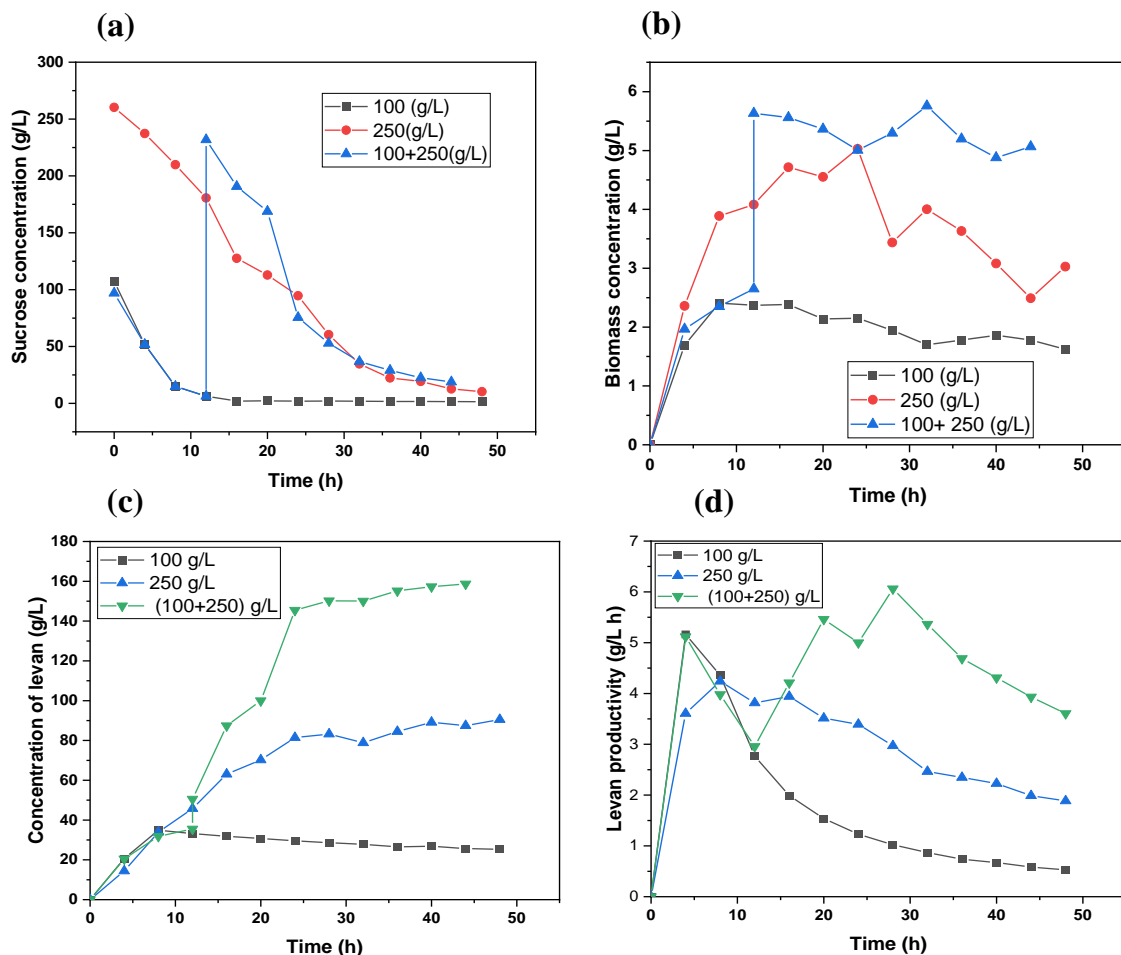 (a)
300
250
200
150
100
50
0
Sucrose concentration (g/L)
100 (g/L)
250(g/L)
100+250(g/L)
0
10
20
30
40
50
Time (h)
(b)
6
5
4
3
2
1
0
Biomass concentration (g/L)
100 (g/L)
250 (g/L)
100+ 250 (g/L)
0
10
20
30
40
50
Time (h)
(c)
180
160
140
120
100
80
60
40
20
0
Concentration of levan (g/L)
100 g/L
250 g/L
(100+250) g/L
0
10
20
30
40
50
Time (h)
(d)
7
6
5
4
3
2
1
0
Levan productivity (g/L h)
100 g/L
250 g/L
(100+250) g/L
0
10
20
30
40
50
Time (h)